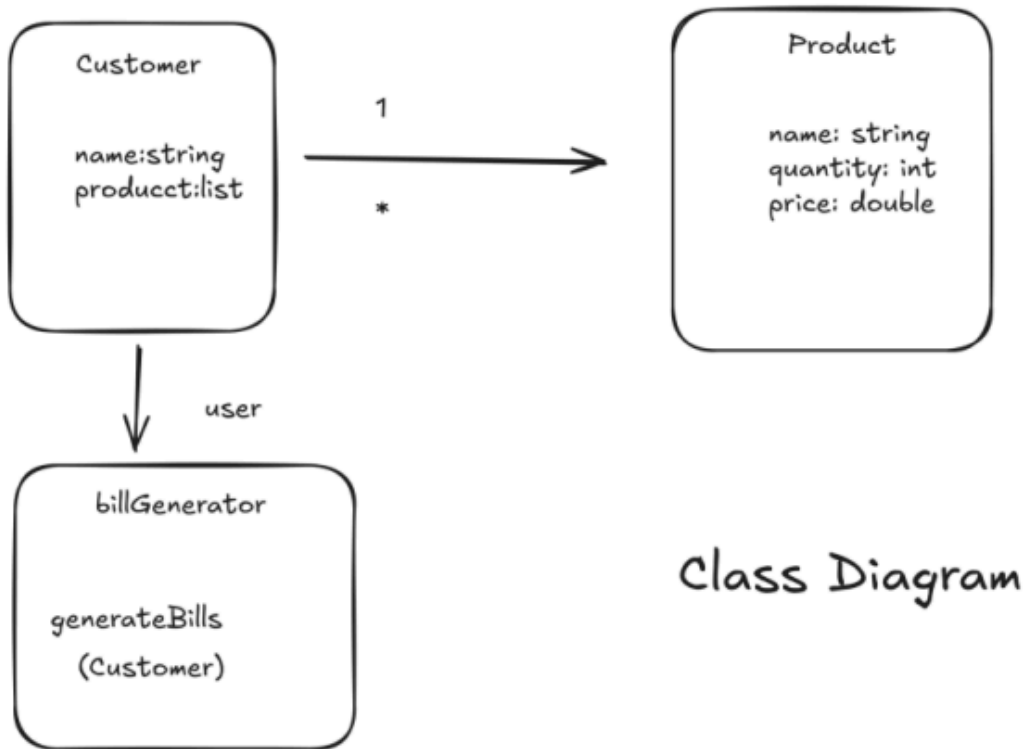 Customer
name:string
producct:list
1
*
Product
name: string
quantity: int
price: double
user
billGenerator
generateBills
(Customer)
Class Diagram